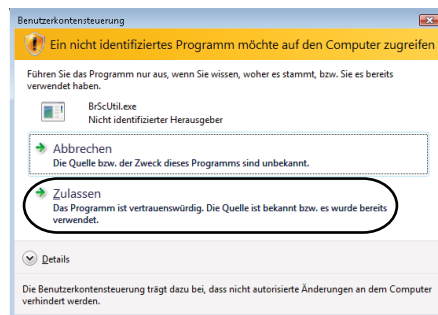 Benutzerkontensteuerung
Ein nicht identifiziertes Programm möchte auf den Computer zugreifen
Führen Sie das Programm nur aus, wenn Sie wissen, woher es stammt, bzw. Sie es bereits
verwendet haben.
BrScUtil.exe
Nicht identifizierter Herausgeber
Abbrechen
Die Quelle bzw. der Zweck dieses Programms sind unbekannt.
Zulassen
Das Programm ist vertrauenswürdig. Die Quelle ist bekannt bzw. es wurde bereits
verwendet.
Details
Die Benutzerkontensteuerung trägt dazu bei, dass nicht autorisierte Änderungen an dem Computer
verhindert werden.